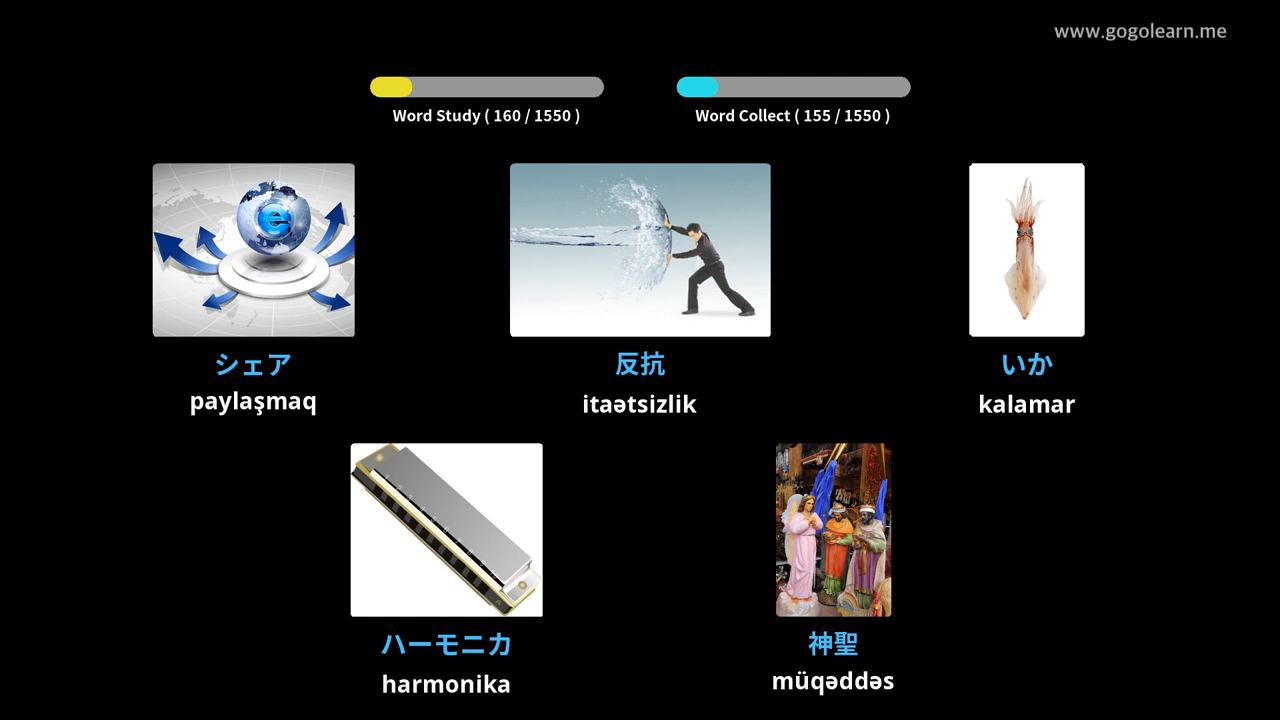 www.gogolearn.me
Word Study ( 160 / 1550 )
Word Collect ( 155 / 1550 )
e
シェア
paylaşmaq
反抗
itaətsizlik
いか
kalamar
ハーモニカ
harmonika
神聖
müqəddəs